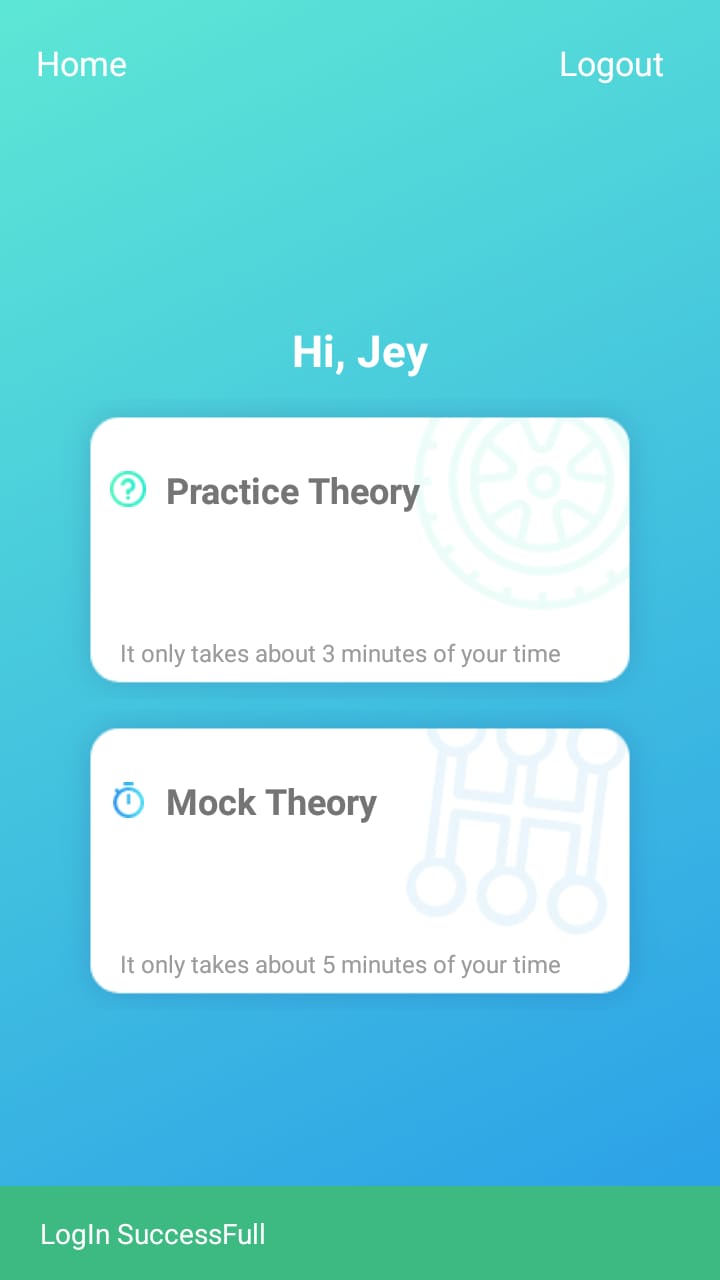 Home
Logout
Hi, Jey
Practice Theory
It only takes about 3 minutes of your time
Mock Theory
It only takes about 5 minutes of your time
LogIn SuccessFull